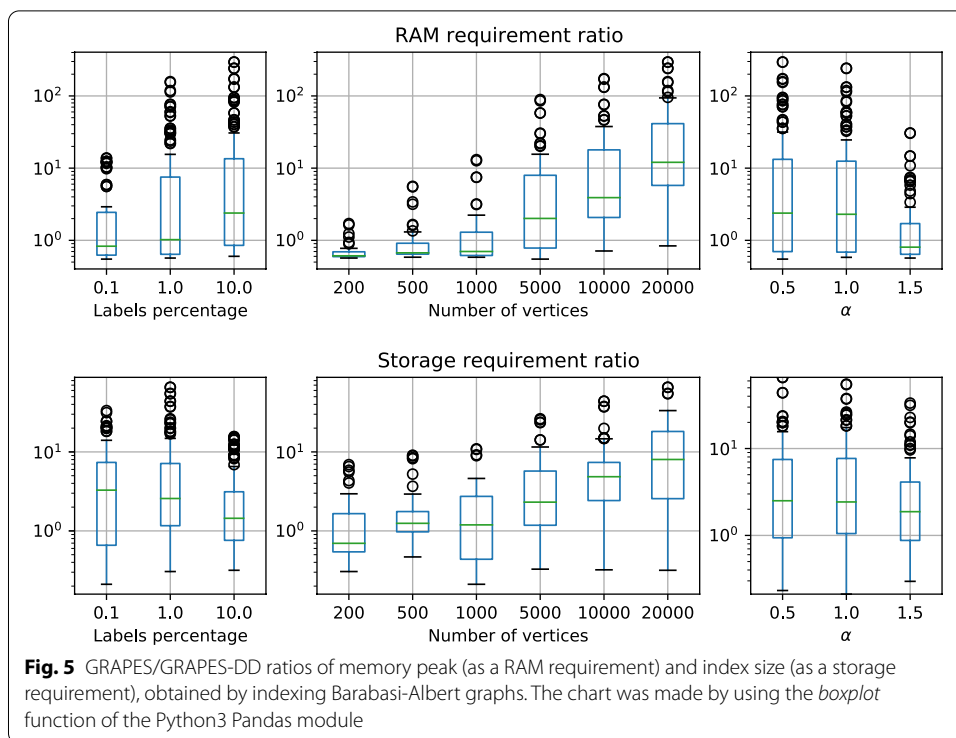 RAM requirement ratio
10² 10¹ 10⁰
0.1 1.0 10.0
Labels percentage
10² 10¹ 10⁰
200 500 1000 5000 10000 20000
Number of vertices
10² 10¹ 10⁰
0.5 1.0 1.5
α
Storage requirement ratio
10¹ 10⁰
0.1 1.0 10.0
Labels percentage
10¹ 10⁰
200 500 1000 5000 10000 20000
Number of vertices
10¹ 10⁰
0.5 1.0 1.5
α
Fig. 5 GRAPES/GRAPES-DD ratios of memory peak (as a RAM requirement) and index size (as a storage
requirement), obtained by indexing Barabasi-Albert graphs. The chart was made by using the boxplot
function of the Python3 Pandas module